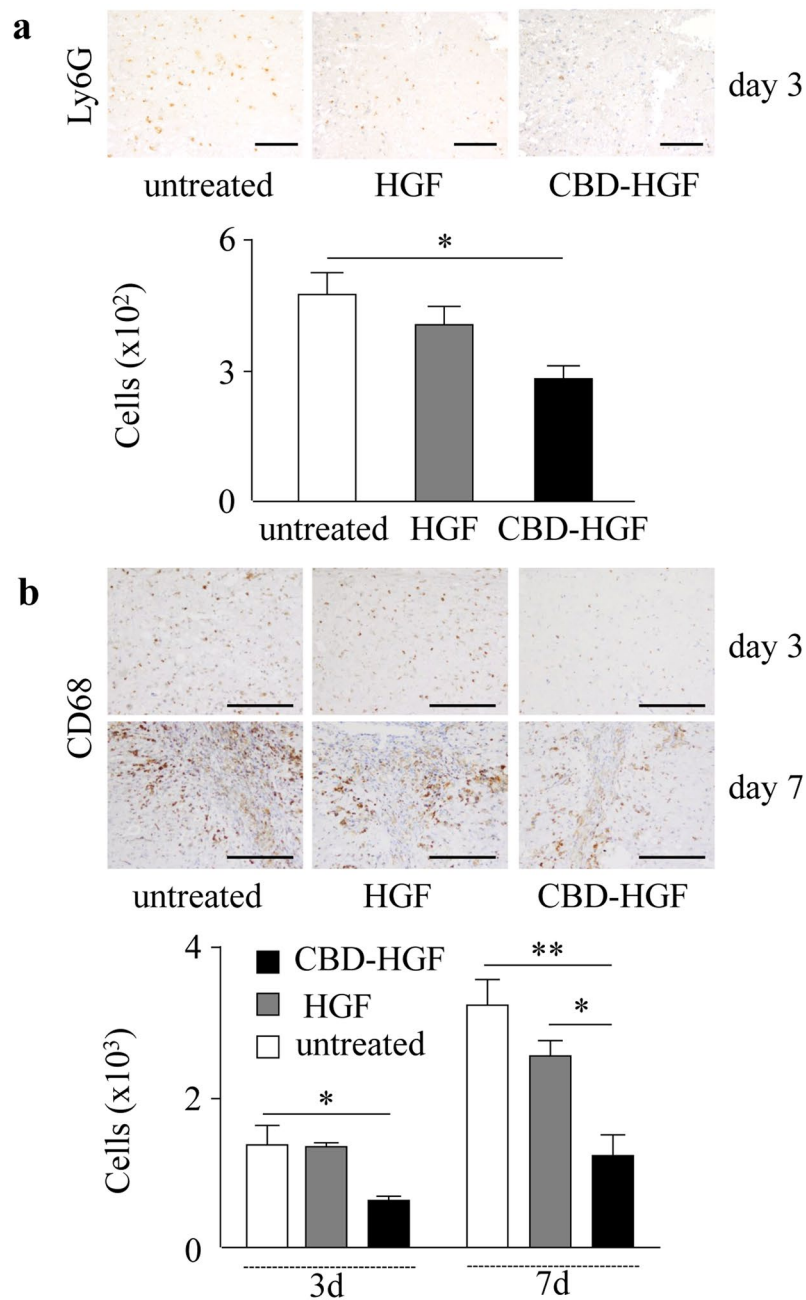 a
Ly6G
day 3
untreated HGF CBD-HGF
6
*
3
0
Cells (x10²)
untreated HGF CBD-HGF
b
CD68
day 3
day 7
untreated HGF CBD-HGF
4
CBD-HGF
**
HGF
*
untreated
2
*
0
Cells (x10³)
3d 7d